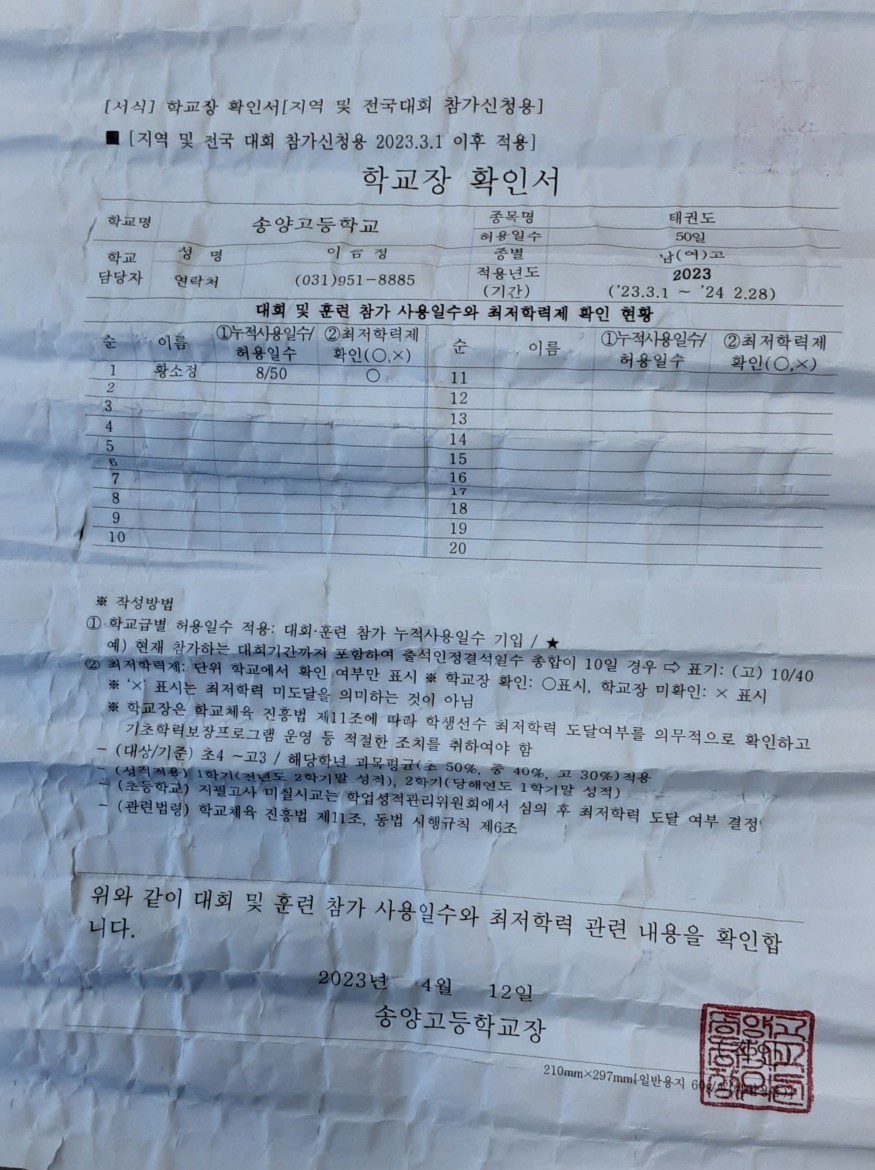 [서식] 학교장 확인서[지역 및 전국대회 참가신청용]
■ [지역 및 전국 대회 참가신청용 2023.3.1 이후 적용]
학교장 확인서
학교명 송양고등학교 종목명 태권도
허용일수 50일
학교 담당자 성 명 이금정 종별 남(여)고
연락처 (031)951-8885 적용년도 (기간) 2023 ('23.3.1 ~ '24 2.28)
대회 및 훈련 참가 사용일수와 최저학력제 확인 현황
순 이름 ①누적사용일수/허용일수 ②최저학력제 확인(○,×) 순 이름 ①누적사용일수/허용일수 ②최저학력제 확인(○,×)
1 황소정 8/50 ○ 11
2 12
3 13
4 14
5 15
6 16
7 17
8 18
9 19
10 20
※ 작성방법
① 학교급별 허용일수 적용: 대회·훈련 참가 누적사용일수 기입 / ★
예) 현재 참가하는 대회기간까지 포함하여 출석인정결석일수 총합이 10일 경우 ⇨ 표기: (고) 10/40
② 최저학력제: 단위 학교에서 확인 여부만 표시 ※ 학교장 확인: ○표시, 학교장 미확인: × 표시
※ '×' 표시는 최저학력 미도달을 의미하는 것이 아님
※ 학교장은 학교체육 진흥법 제11조에 따라 학생선수 최저학력 도달여부를 의무적으로 확인하고
기초학력보장프로그램 운영 등 적절한 조치를 취하여야 함
- (대상/기준) 초4 ~고3 / 해당학년 과목평균(초 50%, 중 40%, 고 30%)적용
- (성적적용) 1학기(전년도 2학기말 성적), 2학기(당해연도 1학기말 성적)
- (초등학교) 지필고사 미실시교는 학업성적관리위원회에서 심의 후 최저학력 도달 여부 결정
- (관련법령) 학교체육 진흥법 제11조, 동법 시행규칙 제6조
위와 같이 대회 및 훈련 참가 사용일수와 최저학력 관련 내용을 확인합
니다.
2023년 4월 12일
송양고등학교장
210mm×297mm[일반용지 60g/